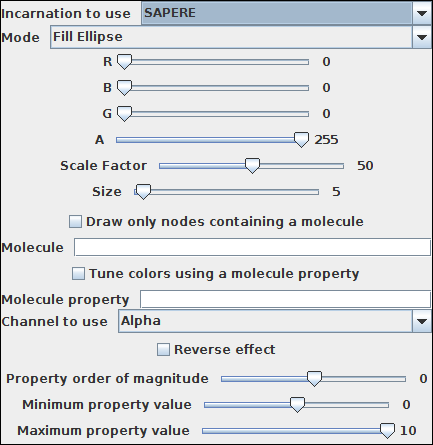 Incarnation to use SAPERE
Mode Fill Ellipse
R 0
B 0
G 0
A 255
Scale Factor 50
Size 5
Draw only nodes containing a molecule
Molecule
Tune colors using a molecule property
Molecule property
Channel to use Alpha
Reverse effect
Property order of magnitude 0
Minimum property value 0
Maximum property value 10